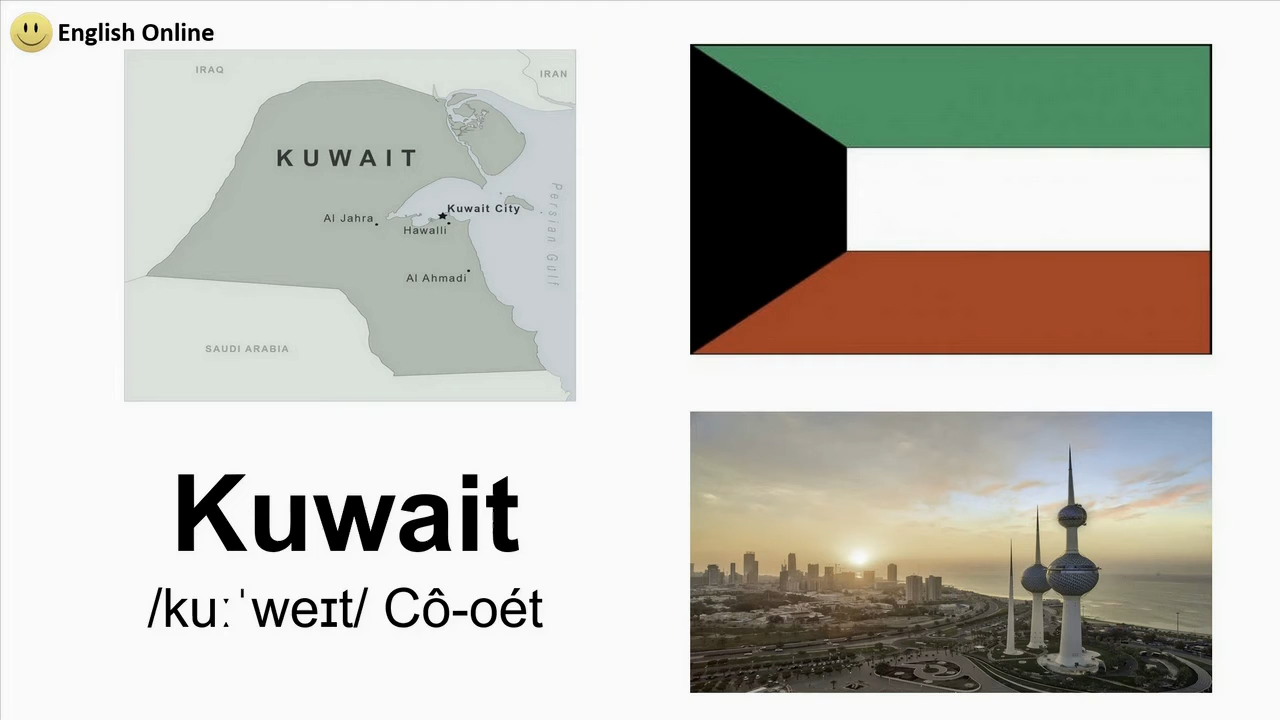 English Online
IRAQ
IRAN
KUWAIT
Persian Gulf
Kuwait City
Al Jahra
Hawalli
Al Ahmadi
SAUDI ARABIA
Kuwait
/kuːˈweɪt/ Cô-oét